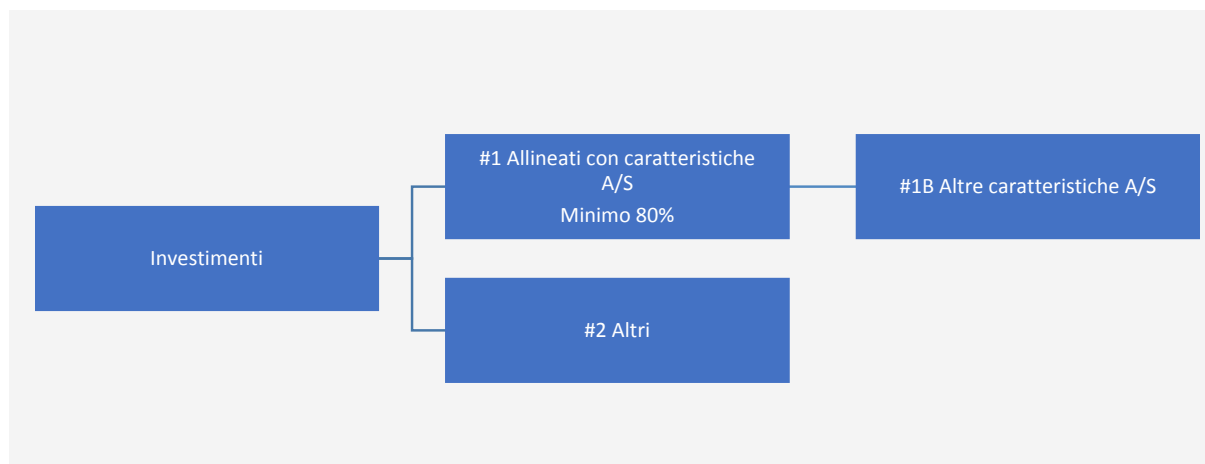 #1 Allineati con caratteristiche
A/S
Minimo 80%
#1B Altre caratteristiche A/S
Investimenti
#2 Altri